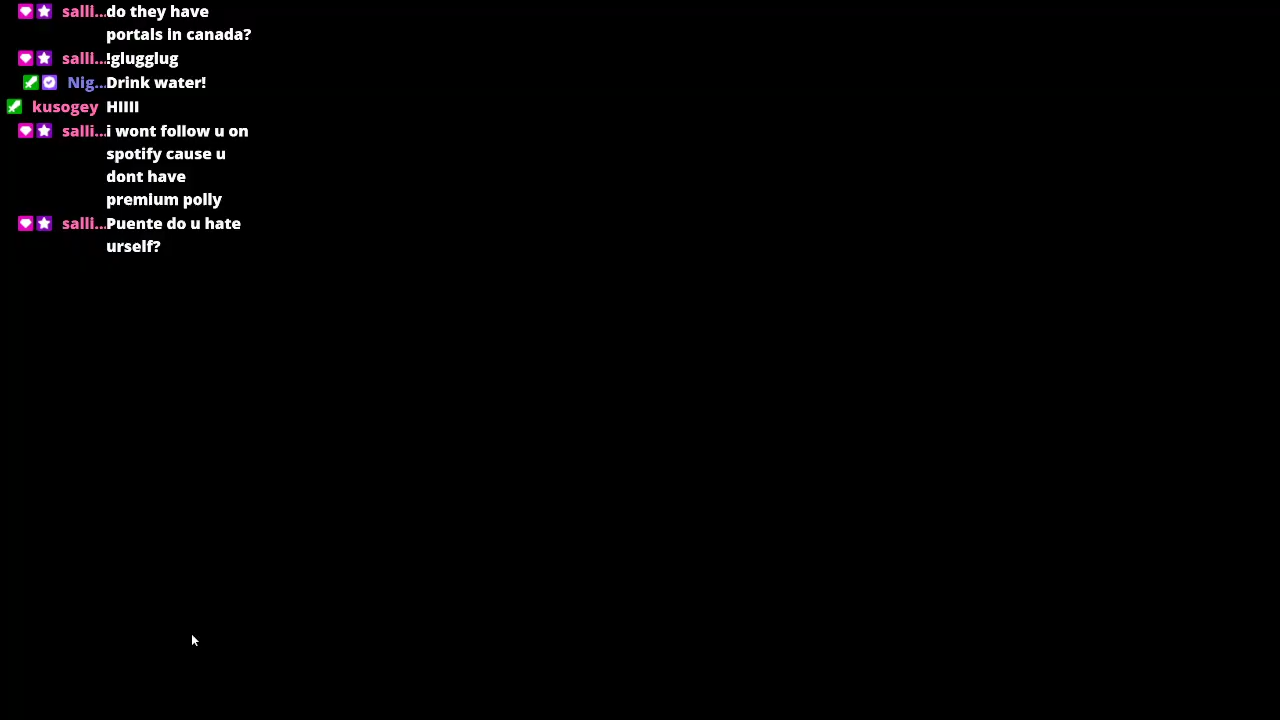 salli...do they have
portals in canada?
salli...!glugglug
Nig...Drink water!
kusogey HIIII
salli...i wont follow u on
spotify cause u
dont have
premium polly
salli...Puente do u hate
urself?